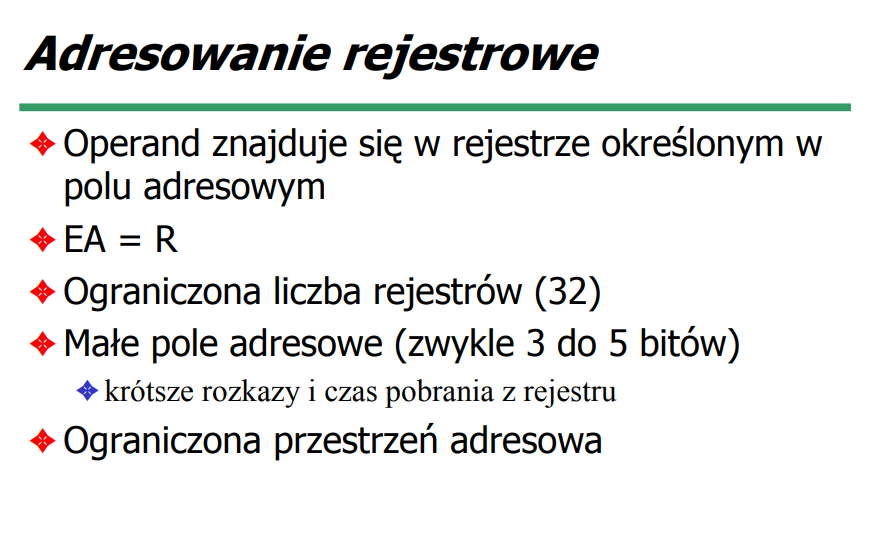 Adresowanie rejestrowe
Operand znajduje się w rejestrze określonym w
polu adresowym
EA = R
Ograniczona liczba rejestrów (32)
Małe pole adresowe (zwykle 3 do 5 bitów)
krótsze rozkazy i czas pobrania z rejestru
Ograniczona przestrzeń adresowa